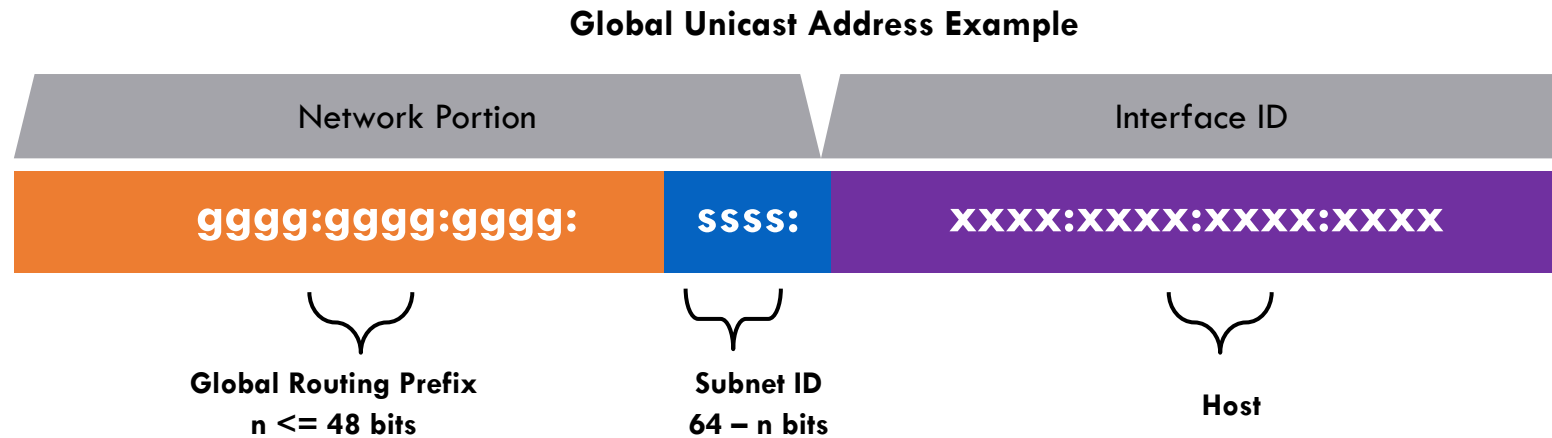 Global Unicast Address Example
Network Portion
Interface ID
gggg:gggg:gggg:
ssss:
xxxx:xxxx:xxxx:xxxx
Global Routing Prefix
n <= 48 bits
Subnet ID
64 – n bits
Host